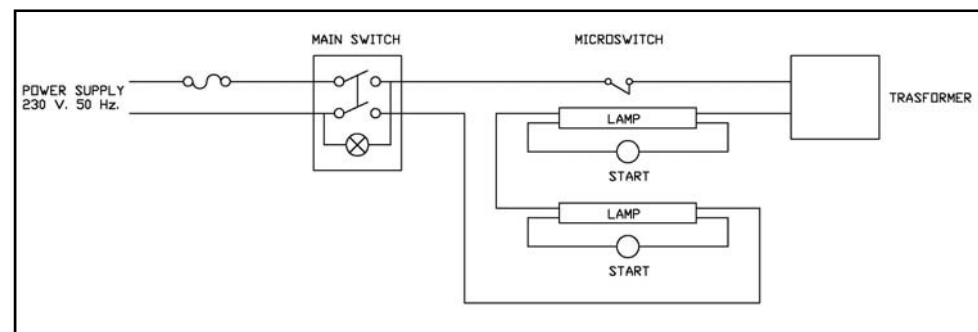 MAIN SWITCH
MICROSWITCH
POWER SUPPLY
230 V. 50 Hz.
TRASFORMER
LAMP
START
LAMP
START